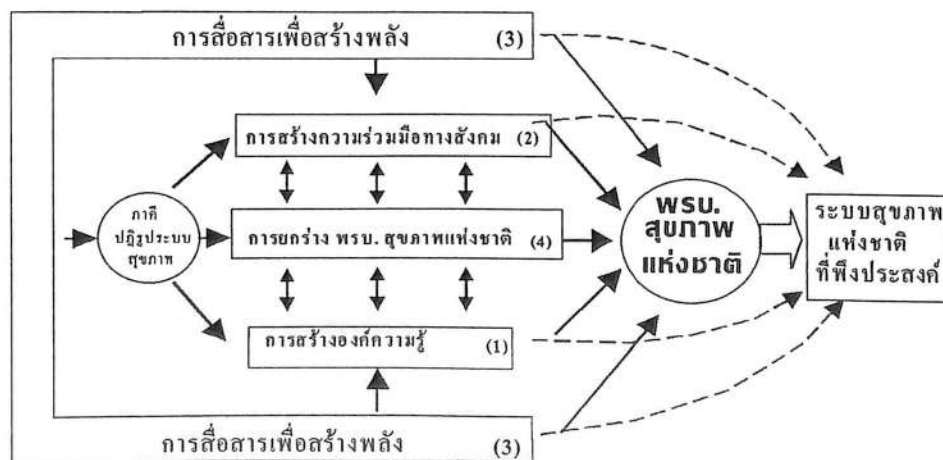 การสื่อสารเพื่อสร้างพลัง (3)
การสร้างความร่วมมือทางสังคม (2)
ภาคี
ปฏิรูประบบ
สุขภาพ
การยกร่าง พรบ. สุขภาพแห่งชาติ (4)
พรบ.
สุขภาพ
แห่งชาติ
ระบบสุขภาพ
แห่งชาติ
ที่พึงประสงค์
การสร้างองค์ความรู้ (1)
การสื่อสารเพื่อสร้างพลัง (3)